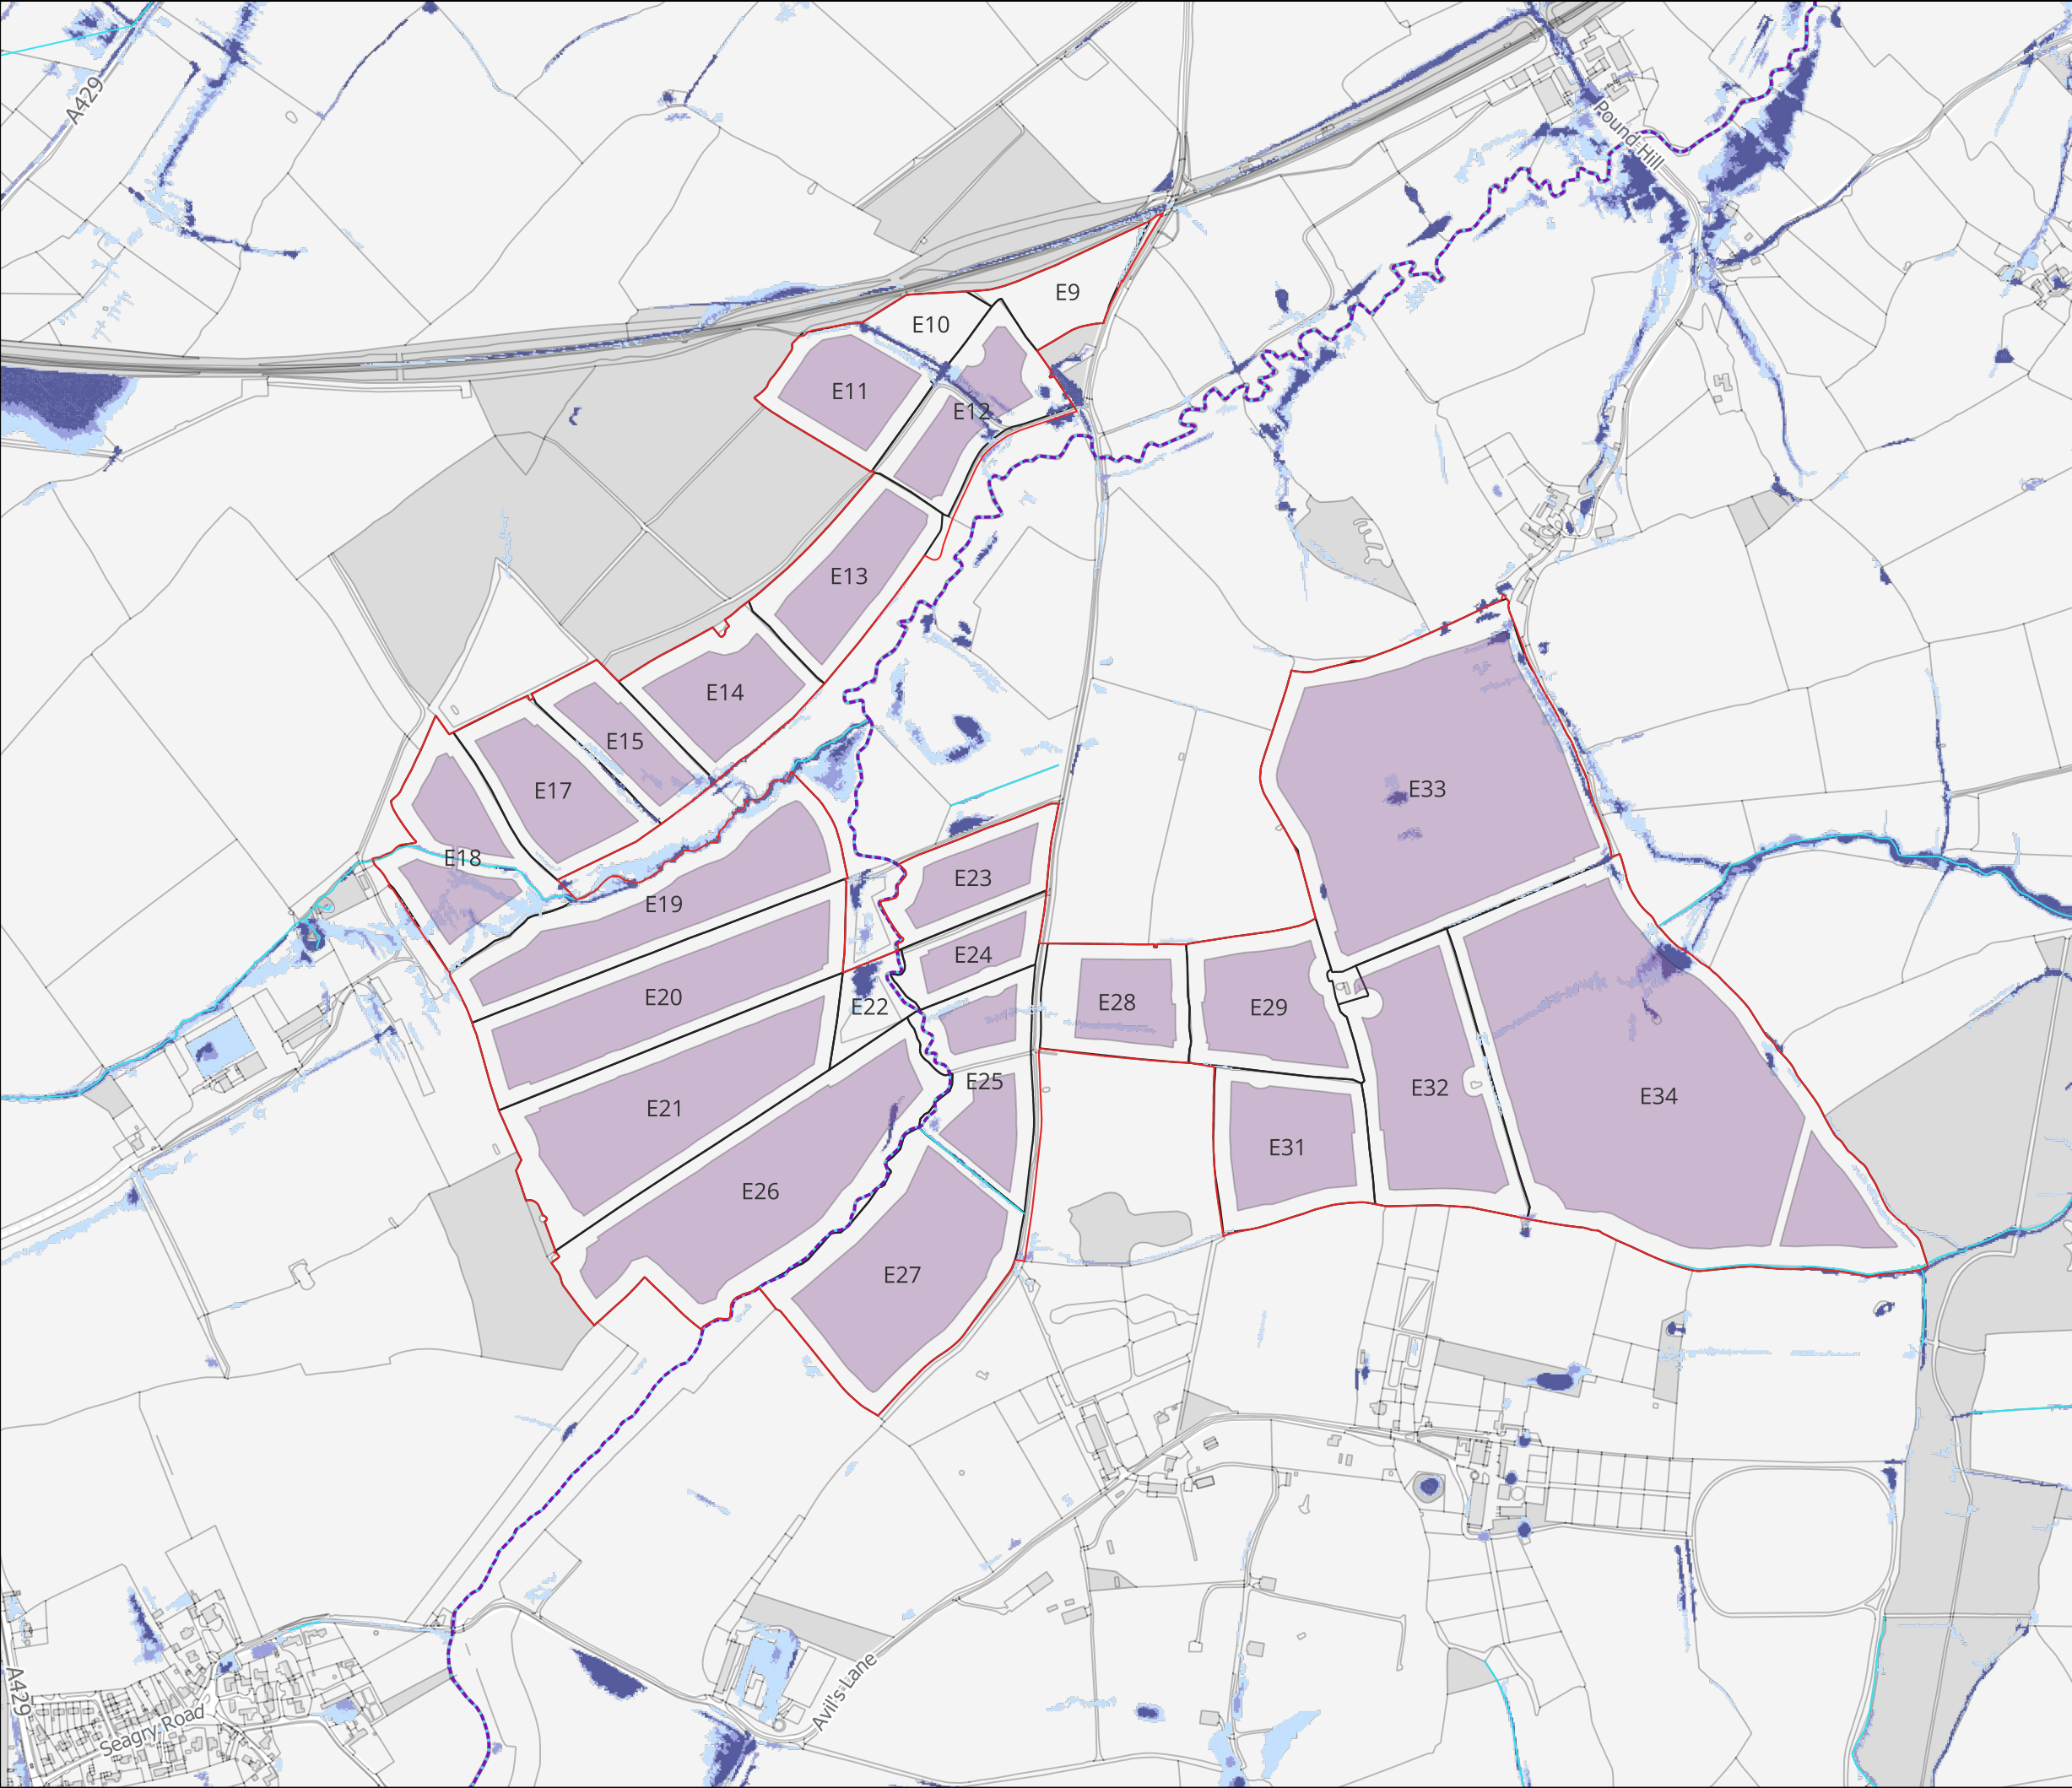 A429
Pound Hill
E9
E10
E11
E12
E13
E14
E15
E17
E18
E19
E23
E33
E24
E20
E22
E28
E29
E25
E21
E32
E34
E31
E26
E27
Avil's Lane
A429
Seagry Road